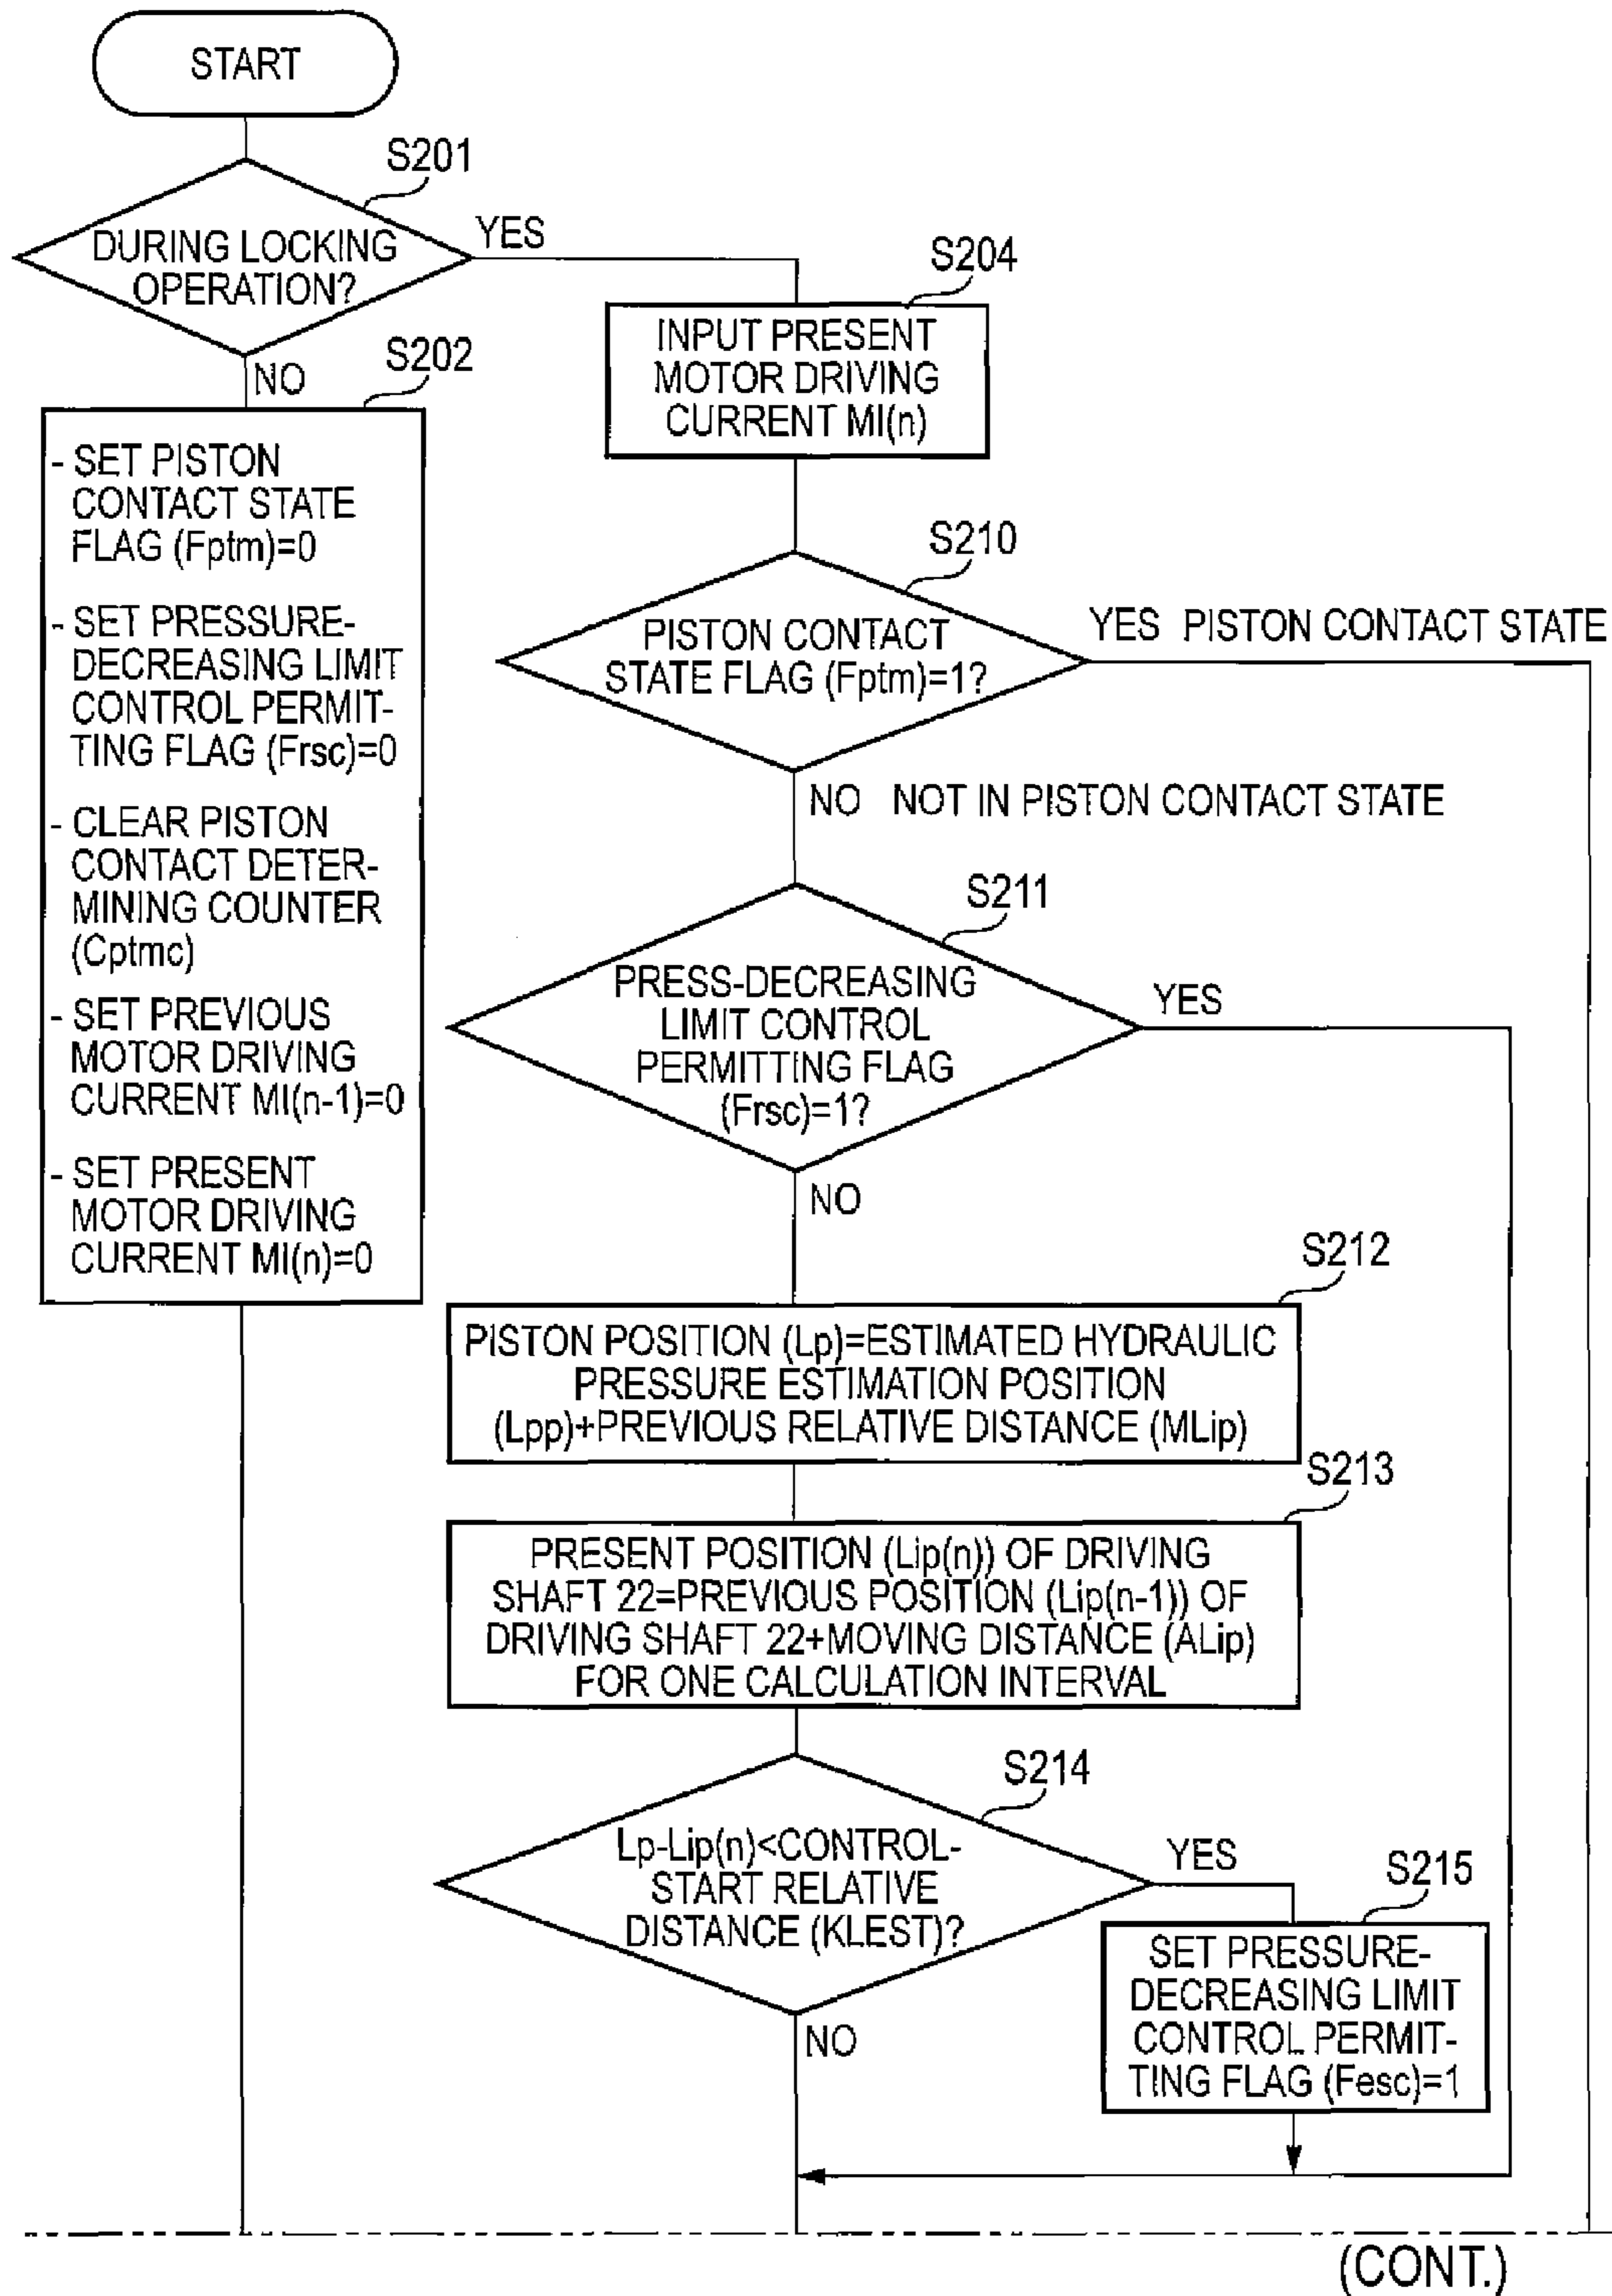 START
S201
DURING LOCKING
OPERATION?
YES
NO
S202
- SET PISTON
CONTACT STATE
FLAG (Fptm)=0
- SET PRESSURE-
DECREASING LIMIT
CONTROL PERMIT-
TING FLAG (Frsc)=0
- CLEAR PISTON
CONTACT DETER-
MINING COUNTER
(Cptmc)
- SET PREVIOUS
MOTOR DRIVING
CURRENT MI(n-1)=0
- SET PRESENT
MOTOR DRIVING
CURRENT MI(n)=0
S204
INPUT PRESENT
MOTOR DRIVING
CURRENT MI(n)
S210
PISTON CONTACT
STATE FLAG (Fptm)=1?
YES PISTON CONTACT STATE
NO NOT IN PISTON CONTACT STATE
S211
PRESS-DECREASING
LIMIT CONTROL
PERMITTING FLAG
(Frsc)=1?
YES
NO
S212
PISTON POSITION (Lp)=ESTIMATED HYDRAULIC
PRESSURE ESTIMATION POSITION
(Lpp)+PREVIOUS RELATIVE DISTANCE (MLip)
S213
PRESENT POSITION (Lip(n)) OF DRIVING
SHAFT 22=PREVIOUS POSITION (Lip(n-1)) OF
DRIVING SHAFT 22+MOVING DISTANCE (ALip)
FOR ONE CALCULATION INTERVAL
S214
Lp-Lip(n)<CONTROL-
START RELATIVE
DISTANCE (KLEST)?
YES
NO
S215
SET PRESSURE-
DECREASING LIMIT
CONTROL PERMIT-
TING FLAG (Fesc)=1
(CONT.)